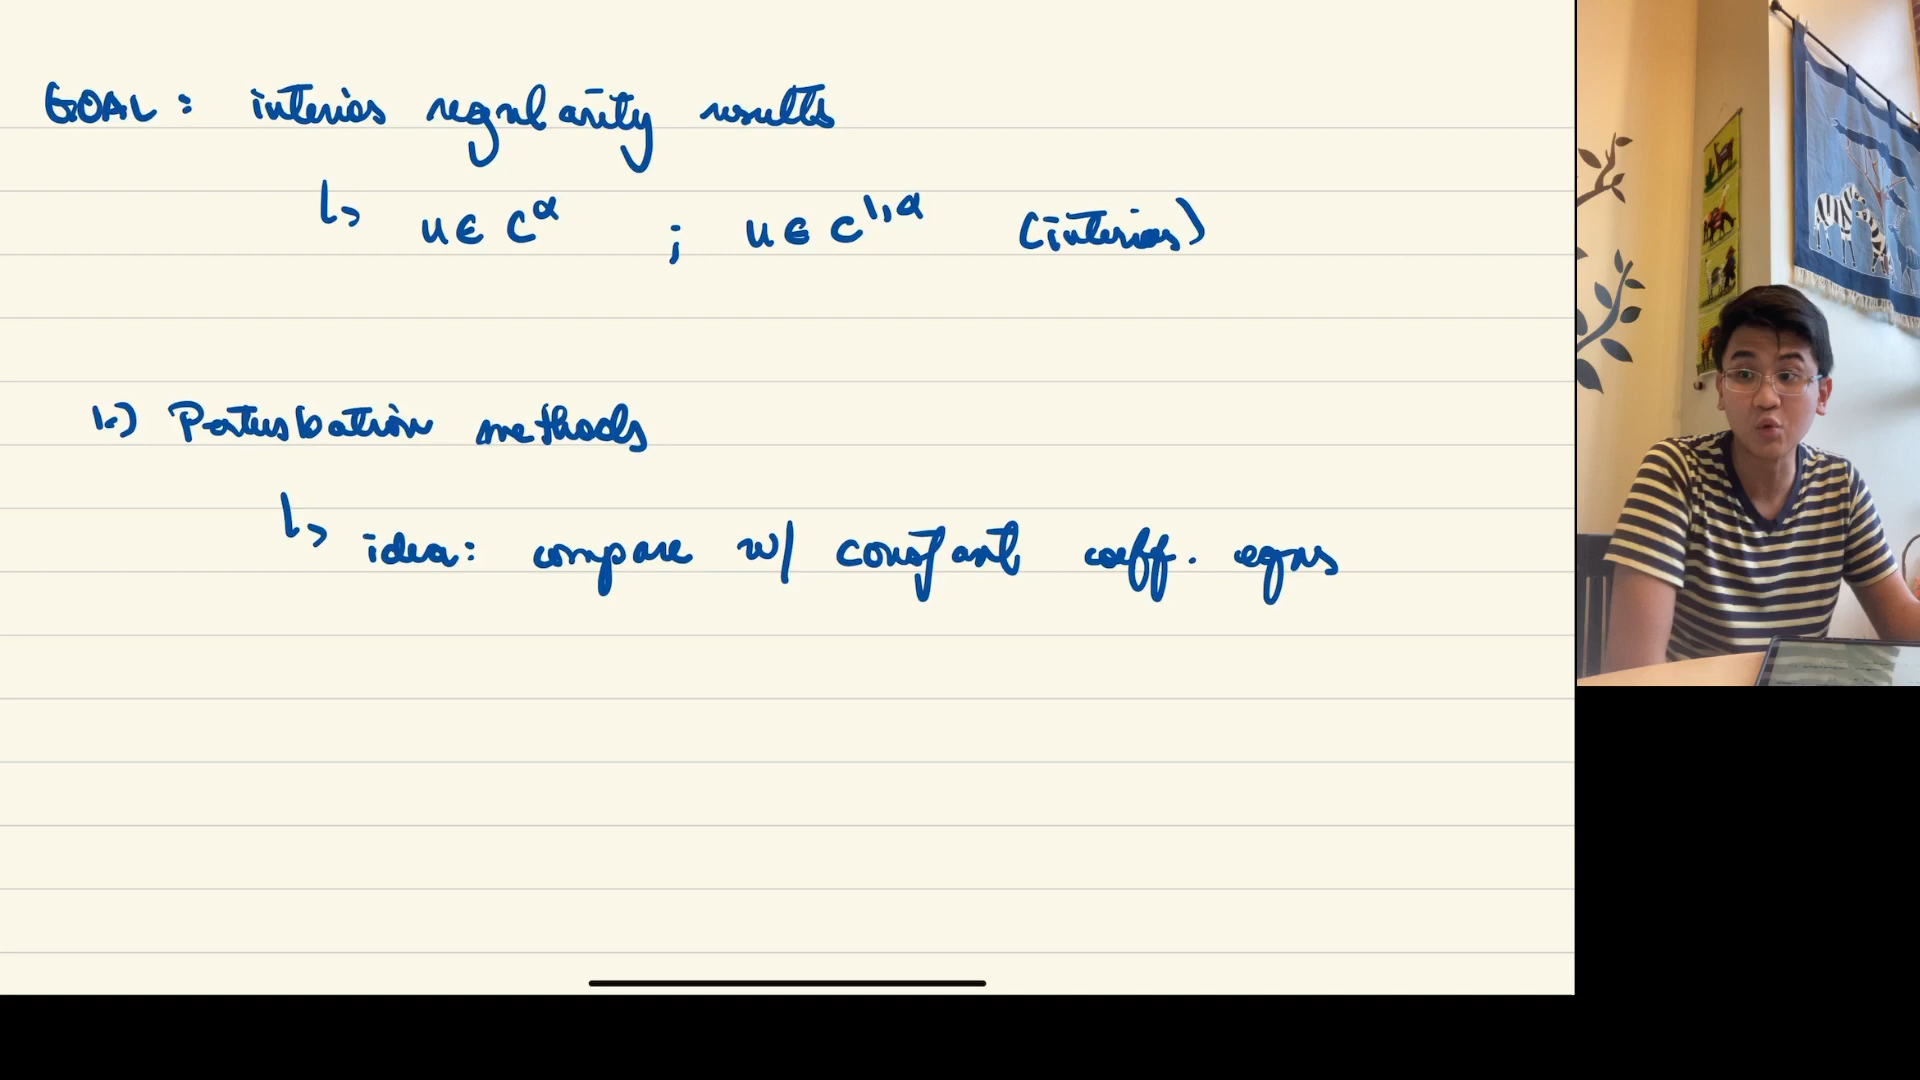 GOAL: interior regularity results
↳ u ∈ C^α ; u ∈ C^{1,α} (interior)
1.) Perturbation methods
↳ idea: compare w/ constant coeff. eqns